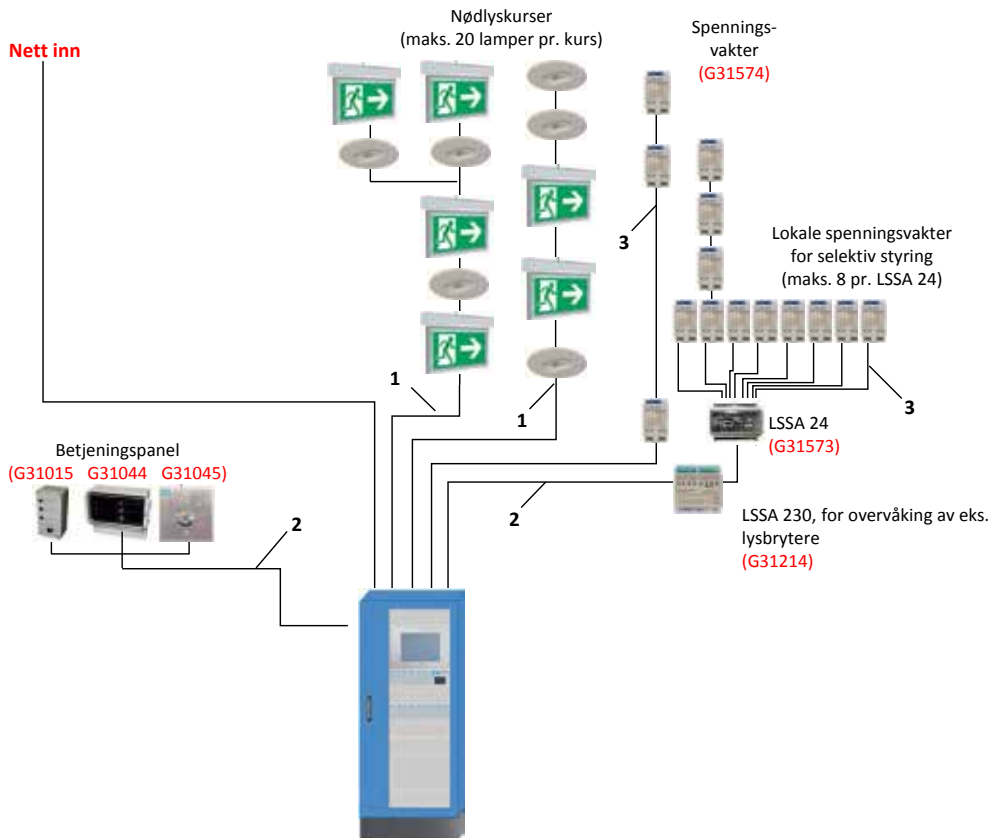 Nett inn
Nødlyskurser
(maks. 20 lamper pr. kurs)
Spennings-
vakter
(G31574)
3
Lokale spenningsvakter
for selektiv styring
(maks. 8 pr. LSSA 24)
1
1
3
LSSA 24
(G31573)
Betjeningspanel
(G31015 G31044 G31045)
2
2
LSSA 230, for overvåking av eks.
lysbrytere
(G31214)